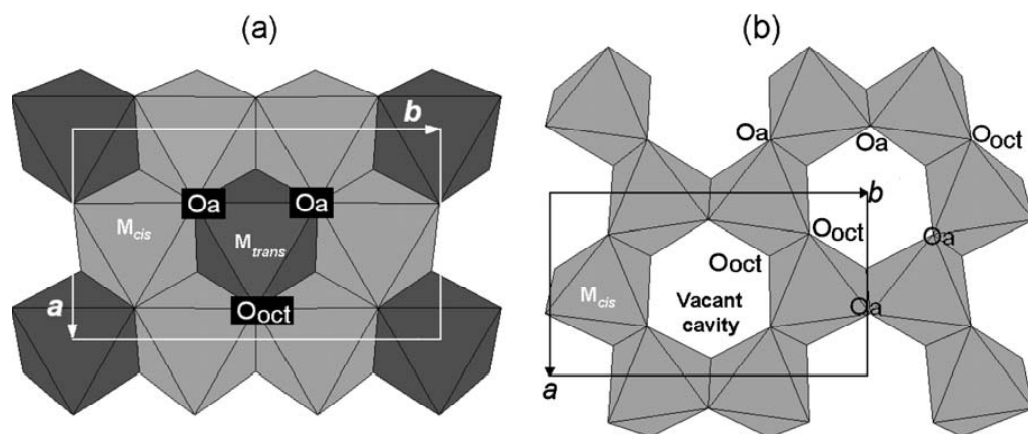 (a)
b
Oa Oa
Mcis
Mtrans
a
Ooct
(b)
Oa
Oa
Ooct
b
Ooct
Oa
Ooct
Mcis
Vacant
cavity
Oa
a